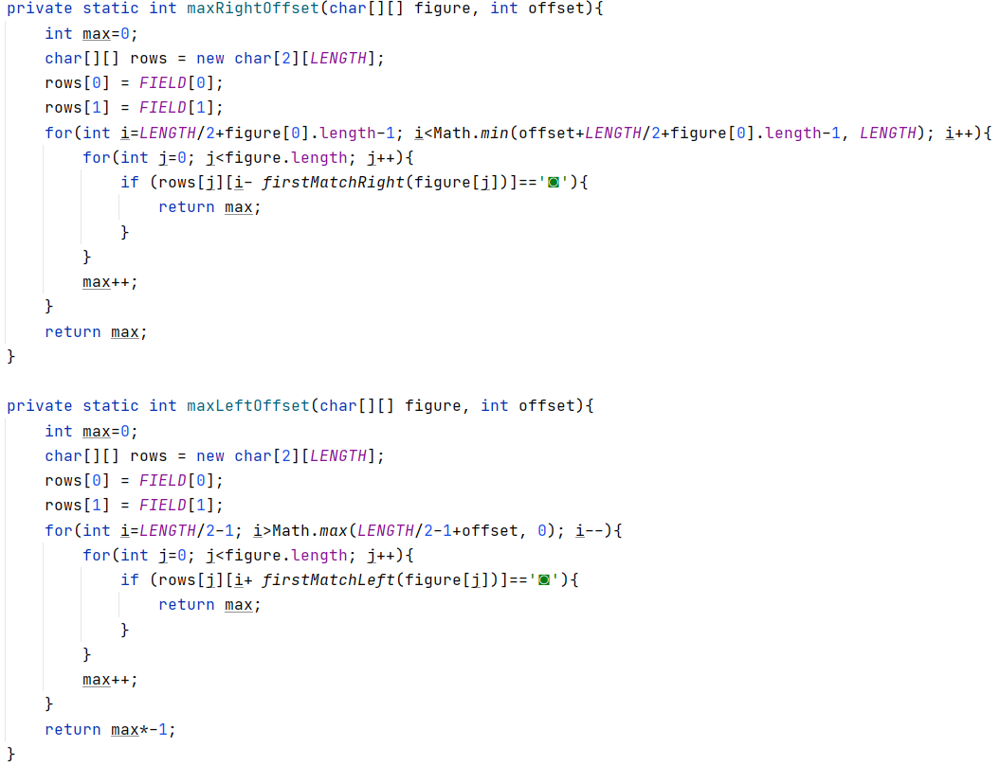 private static int maxRightOffset(char[][] figure, int offset){
    int max=0;
    char[][] rows = new char[2][LENGTH];
    rows[0] = FIELD[0];
    rows[1] = FIELD[1];
    for(int i=LENGTH/2+figure[0].length-1; i<Math.min(offset+LENGTH/2+figure[0].length-1, LENGTH); i++){
        for(int j=0; j<figure.length; j++){
            if (rows[j][i- firstMatchRight(figure[j])]=='◙'){
                return max;
            }
        }
        max++;
    }
    return max;
}

private static int maxLeftOffset(char[][] figure, int offset){
    int max=0;
    char[][] rows = new char[2][LENGTH];
    rows[0] = FIELD[0];
    rows[1] = FIELD[1];
    for(int i=LENGTH/2-1; i>Math.max(LENGTH/2-1+offset, 0); i--){
        for(int j=0; j<figure.length; j++){
            if (rows[j][i+ firstMatchLeft(figure[j])]=='◙'){
                return max;
            }
        }
        max++;
    }
    return max*-1;
}